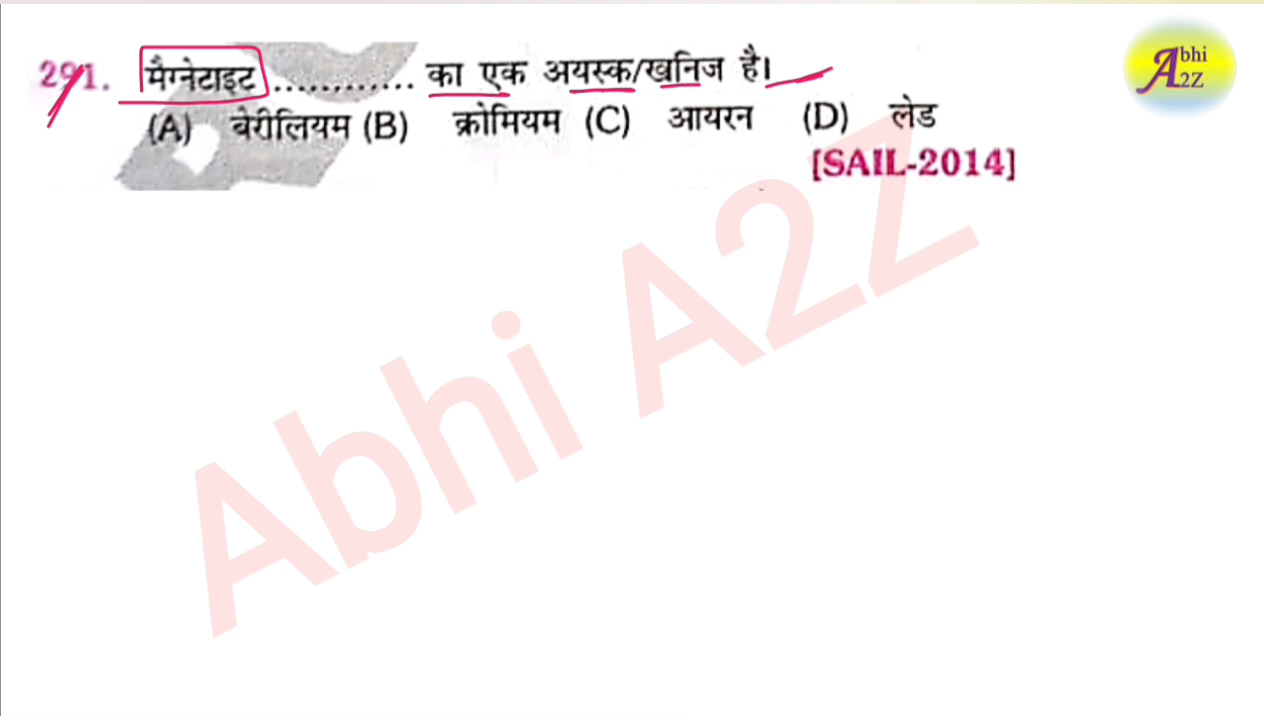 Abhi
A2Z
291. मैग्नेटाइट ............. का एक अयस्क/खनिज है।
(A) बेरीलियम (B) क्रोमियम (C) आयरन (D) लेड
[SAIL-2014]
Abhi A2Z